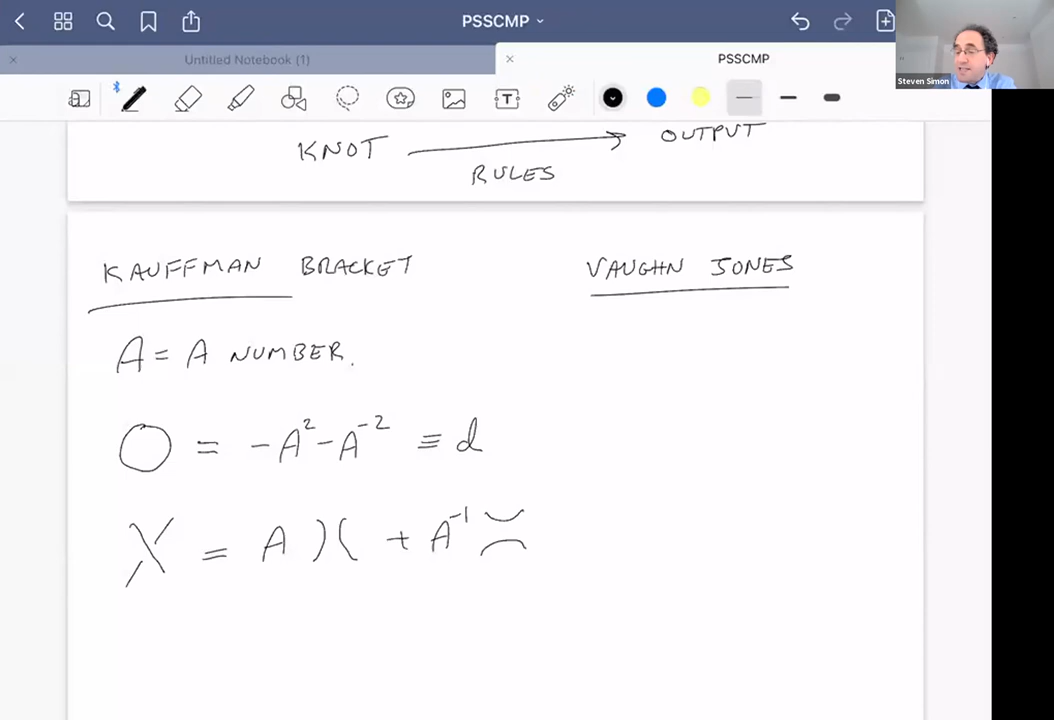 PSSCMP
Untitled Notebook (1)
PSSCMP
Steven Simon
KNOT → OUTPUT
RULES
KAUFFMAN BRACKET
VAUGHN JONES
A = A NUMBER.
O = -A² - A⁻² ≡ d
X = A )( + A⁻¹ ≍